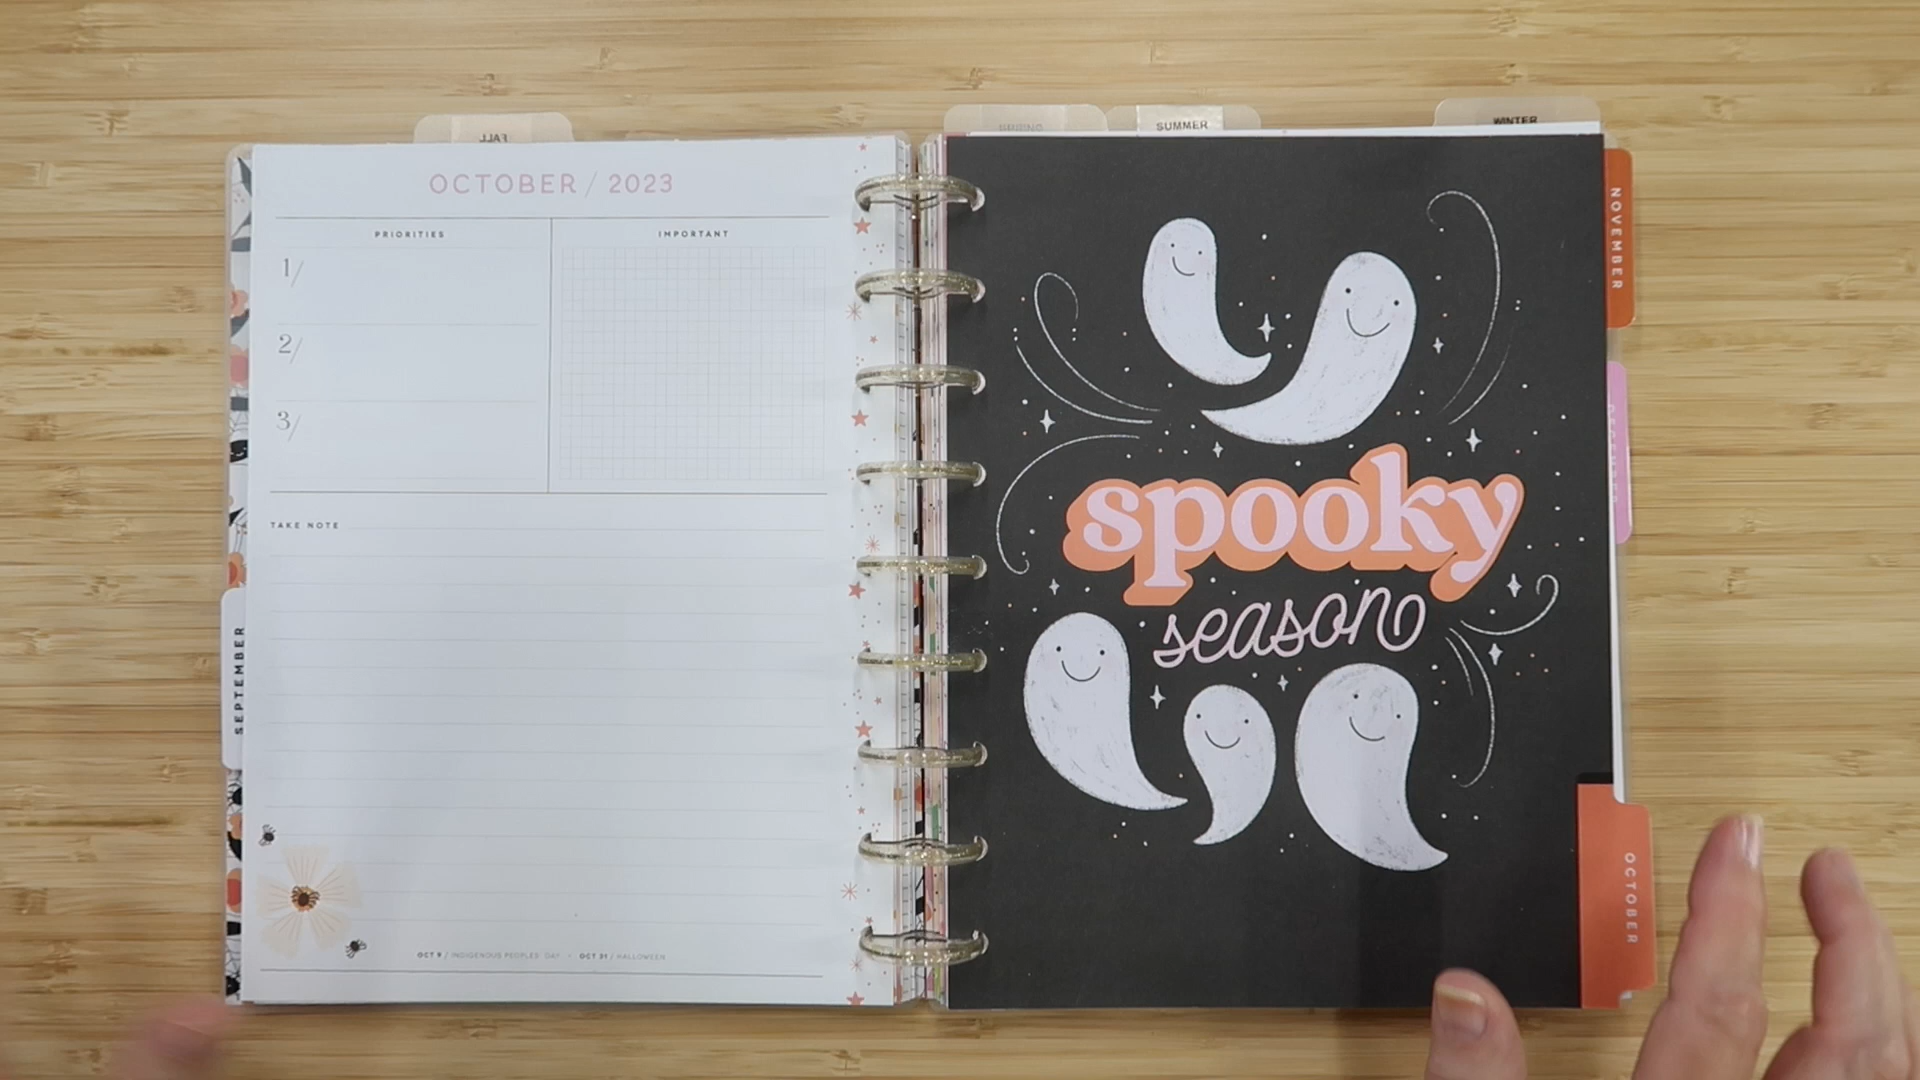 FALL
SPRING
SUMMER
WINTER
OCTOBER / 2023
PRIORITIES
IMPORTANT
1/
2/
3/
TAKE NOTE
OCT 9 / INDIGENOUS PEOPLES' DAY • OCT 31 / HALLOWEEN
SEPTEMBER
spooky
season
NOVEMBER
DECEMBER
OCTOBER